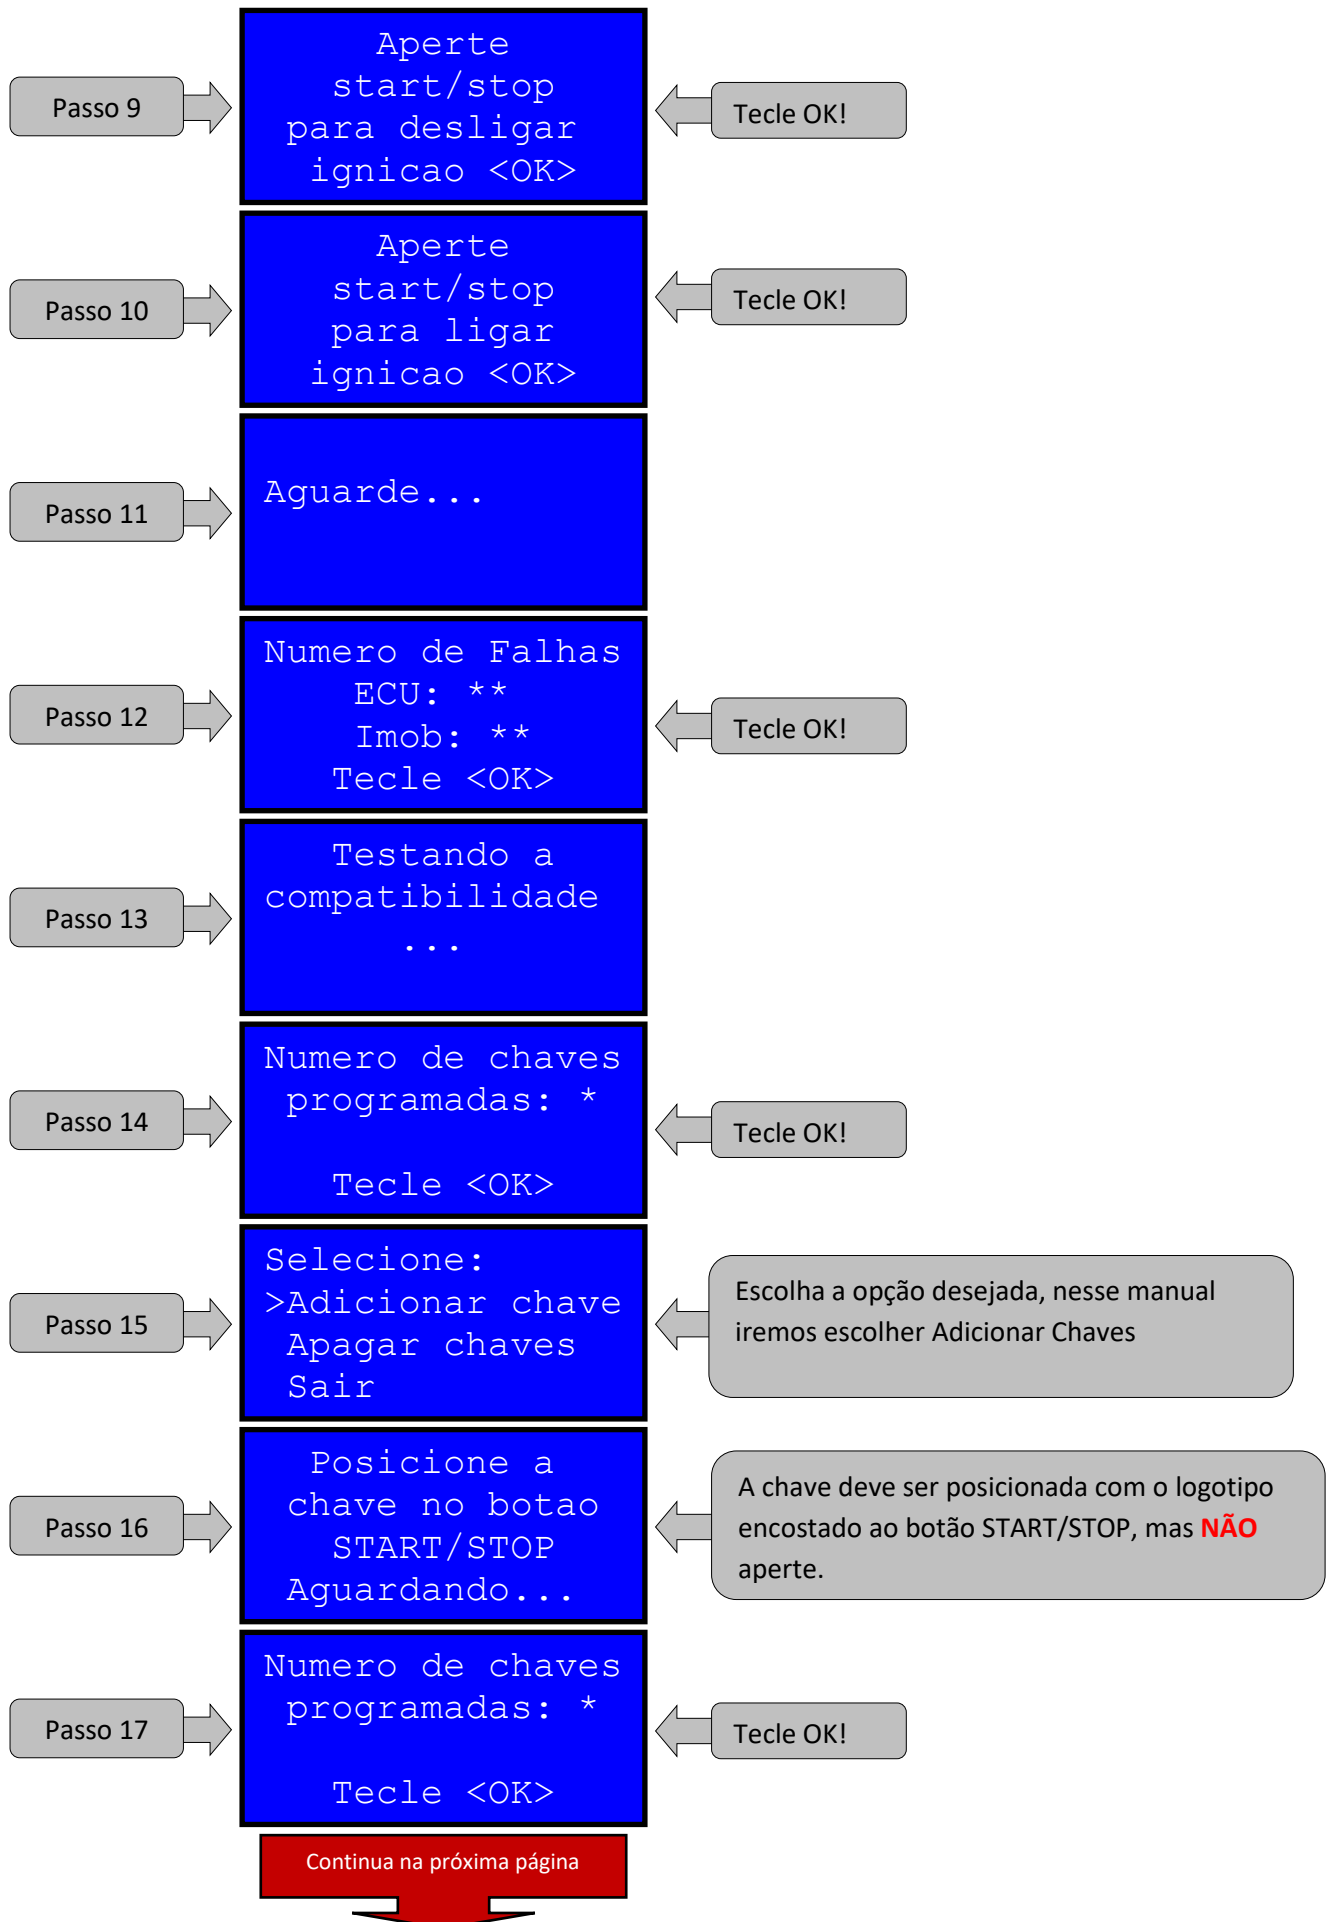 Passo 9
Aperte
start/stop
para desligar
ignicao <OK>
Tecle OK!
Passo 10
Aperte
start/stop
para ligar
ignicao <OK>
Tecle OK!
Passo 11
Aguarde...
Passo 12
Numero de Falhas
ECU: **
Imob: **
Tecle <OK>
Tecle OK!
Passo 13
Testando a
compatibilidade
...
Passo 14
Numero de chaves
programadas: *
Tecle <OK>
Tecle OK!
Passo 15
Selecione:
>Adicionar chave
Apagar chaves
Sair
Escolha a opção desejada, nesse manual
iremos escolher Adicionar Chaves
Passo 16
Posicione a
chave no botao
START/STOP
Aguardando...
A chave deve ser posicionada com o logotipo
encostado ao botão START/STOP, mas NÃO
aperte.
Passo 17
Numero de chaves
programadas: *
Tecle <OK>
Tecle OK!
Continua na próxima página